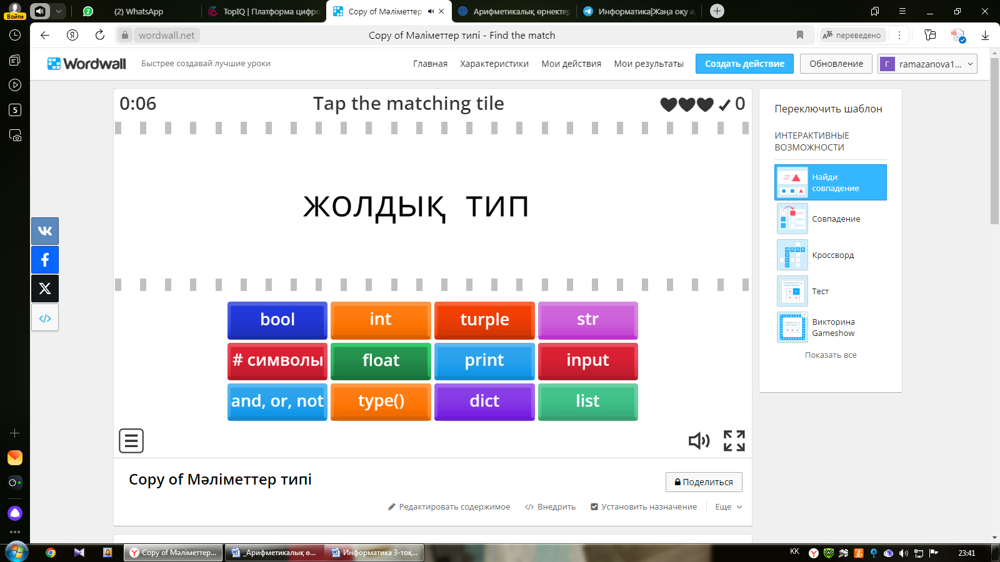 Войти
(2) WhatsApp
TopIQ | Платформа цифро
Copy of Мәліметтер
Арифметикалық өрнектер
Информатика|Жаңа оқу
wordwall.net
Copy of Мәліметтер типі - Find the match
переведено
5
Wordwall
Быстрее создавай лучшие уроки
Главная
Характеристики
Мои действия
Мои результаты
Создать действие
Обновление
Г
ramazanova1...
0:06
Tap the matching tile
0
жолдық тип
bool
int
turple
str
# символы
float
print
input
and, or, not
type()
dict
list
Переключить шаблон
ИНТЕРАКТИВНЫЕ
ВОЗМОЖНОСТИ
Найди
совпадение
Совпадение
Кроссворд
Тест
Викторина
Gameshow
Показать все
Copy of Мәліметтер типі
Поделиться
Редактировать содержимое
Внедрить
Установить назначение
Еще
Copy of Мәліметтер...
_Арифметикалық ө...
Информатика 3-тоқ...
KK
23:41